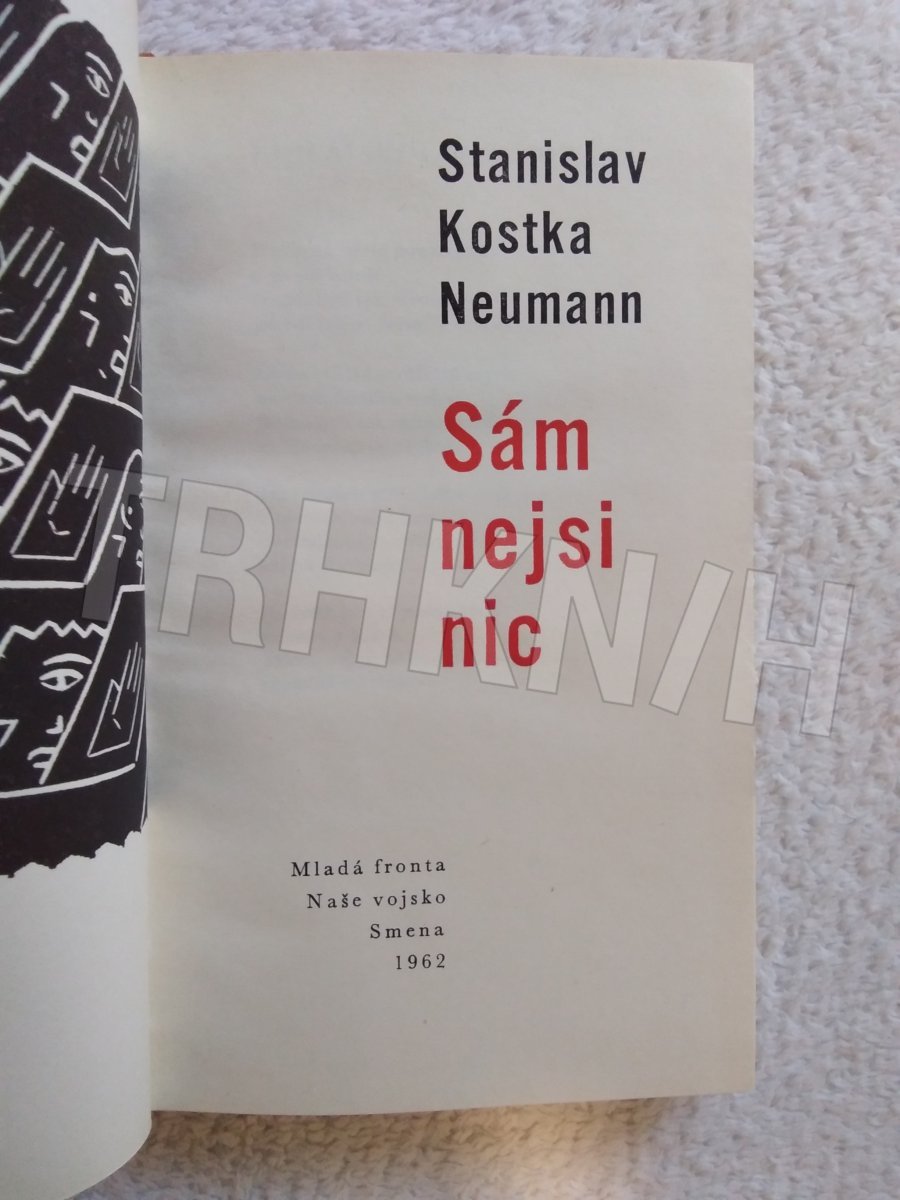 Stanislav
Kostka
Neumann
Sám
nejsi
nic
TRHKNIH
Mladá fronta
Naše vojsko
Smena
1962